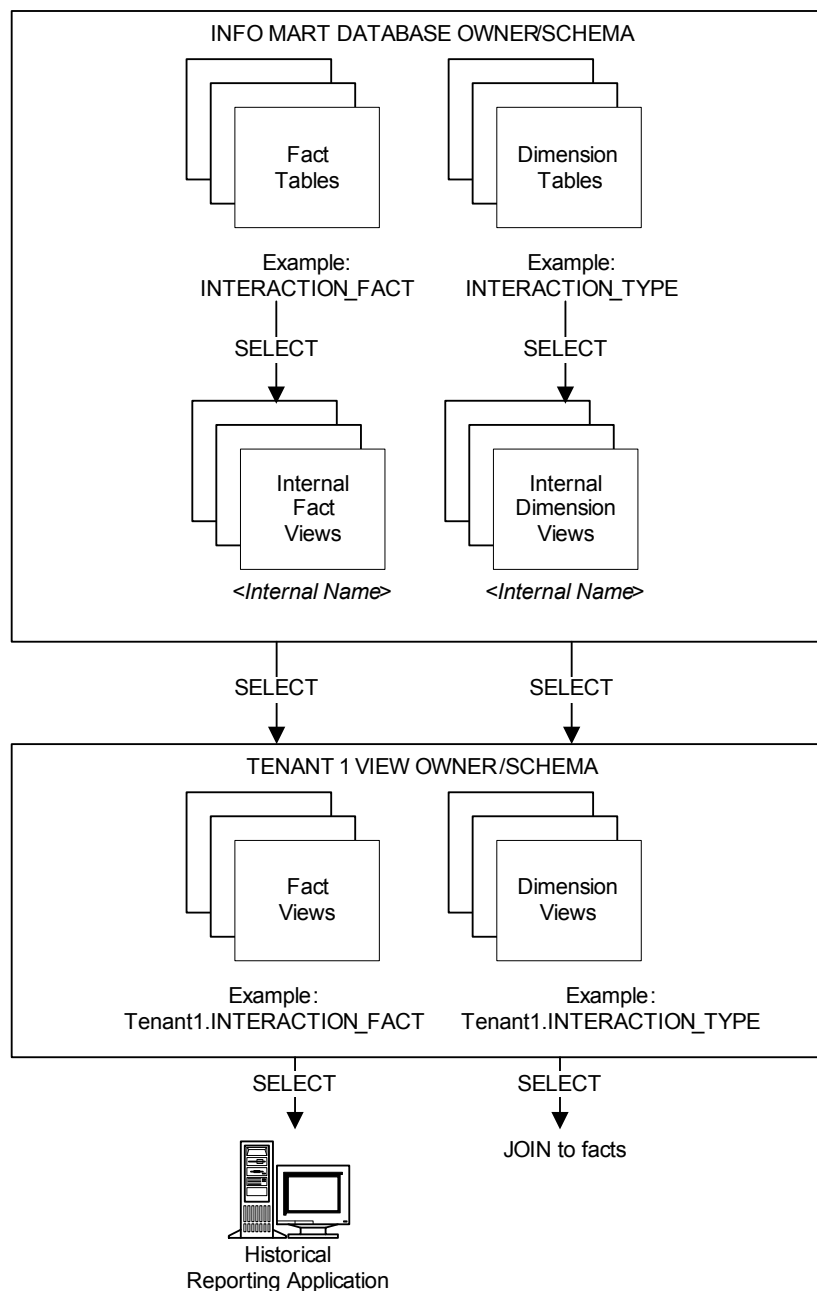 INFO MART DATABASE OWNER/SCHEMA
Fact
Tables
Dimension
Tables
Example:
INTERACTION_FACT
Example:
INTERACTION_TYPE
SELECT
SELECT
Internal
Fact
Views
Internal
Dimension
Views
<Internal Name>
<Internal Name>
SELECT
SELECT
TENANT 1 VIEW OWNER/SCHEMA
Fact
Views
Dimension
Views
Example:
Tenant1.INTERACTION_FACT
Example:
Tenant1.INTERACTION_TYPE
SELECT
SELECT
JOIN to facts
Historical
Reporting Application